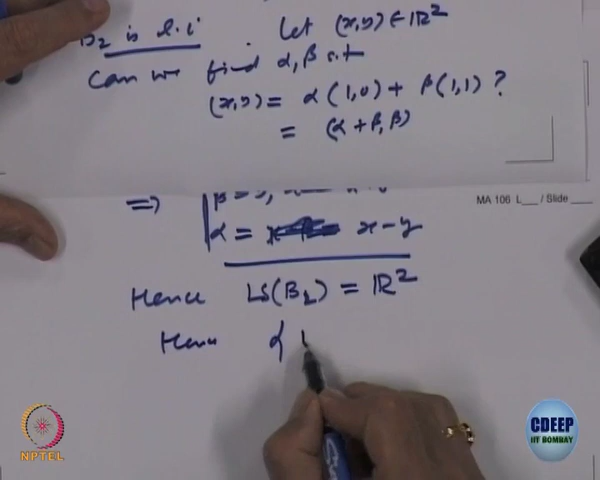 B₂ is l.i Let (x,y) ∈ ℝ²
Can we find α, β s.t
(x,y) = α(1,0) + β(1,1) ?
= (α+β, β)
MA 106 L___ / Slide ____
⇒ β = y,
α = x-y
Hence LS(B₂) = ℝ²
Hence {
NPTEL
CDEEP
IIT BOMBAY